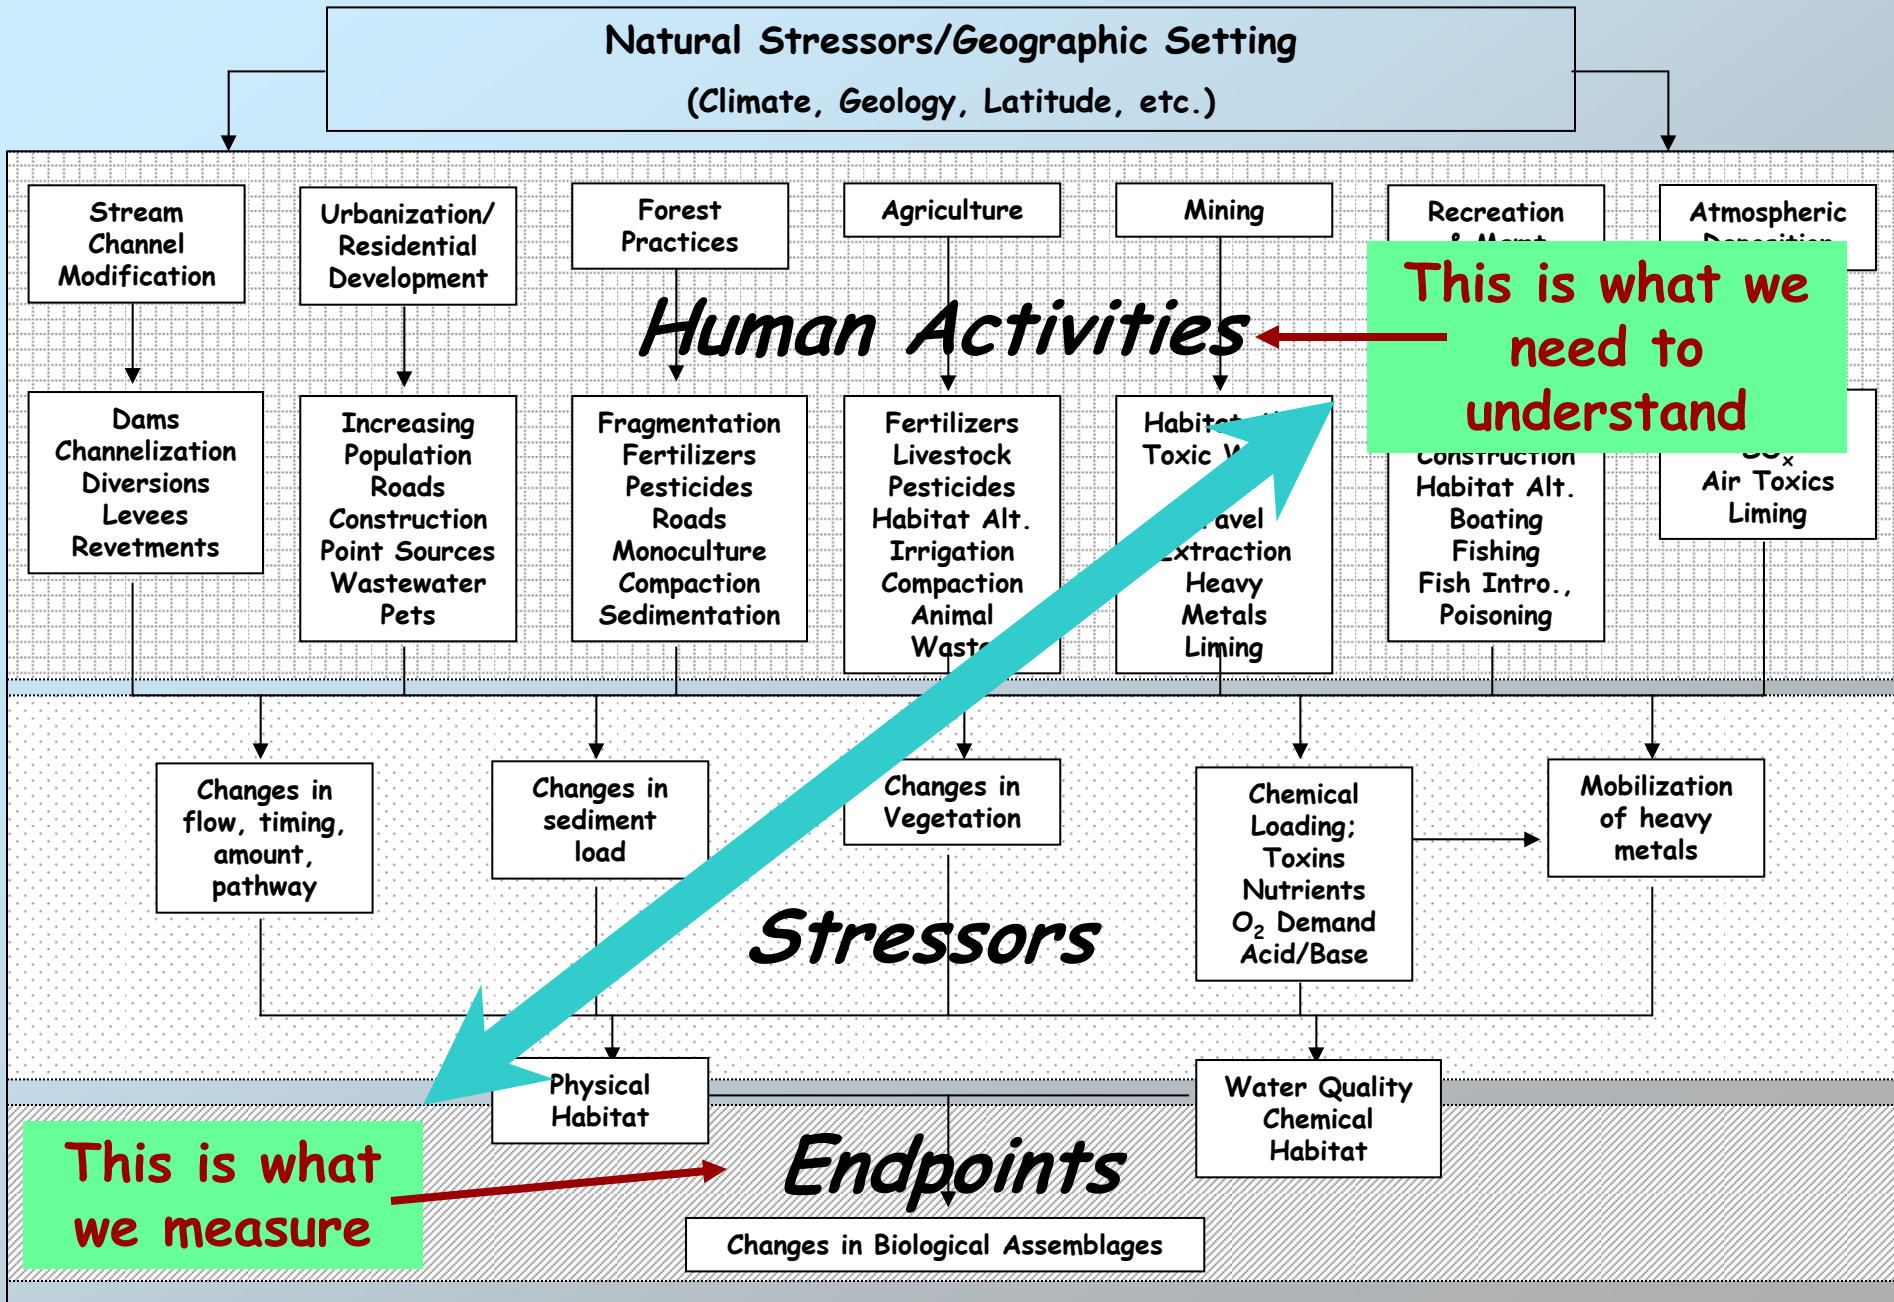 Natural Stressors/Geographic Setting
(Climate, Geology, Latitude, etc.)
Stream
Channel
Modification
Urbanization/
Residential
Development
Forest
Practices
Agriculture
Mining
Recreation
& Mgmt
Atmospheric
Deposition
Human Activities
This is what we
need to
understand
Dams
Channelization
Diversions
Levees
Revetments
Increasing
Population
Roads
Construction
Point Sources
Wastewater
Pets
Fragmentation
Fertilizers
Pesticides
Roads
Monoculture
Compaction
Sedimentation
Fertilizers
Livestock
Pesticides
Habitat Alt.
Irrigation
Compaction
Animal
Waste
Habitat
Toxic
Extraction
Heavy
Metals
Liming
Construction
Habitat Alt.
Boating
Fishing
Fish Intro.,
Poisoning
Air Toxics
Liming
Changes in
flow, timing,
amount,
pathway
Changes in
sediment
load
Changes in
Vegetation
Chemical
Loading;
Toxins
Nutrients
O₂ Demand
Acid/Base
Mobilization
of heavy
metals
Stressors
Physical
Habitat
Water Quality
Chemical
Habitat
This is what
we measure
Endpoints
Changes in Biological Assemblages